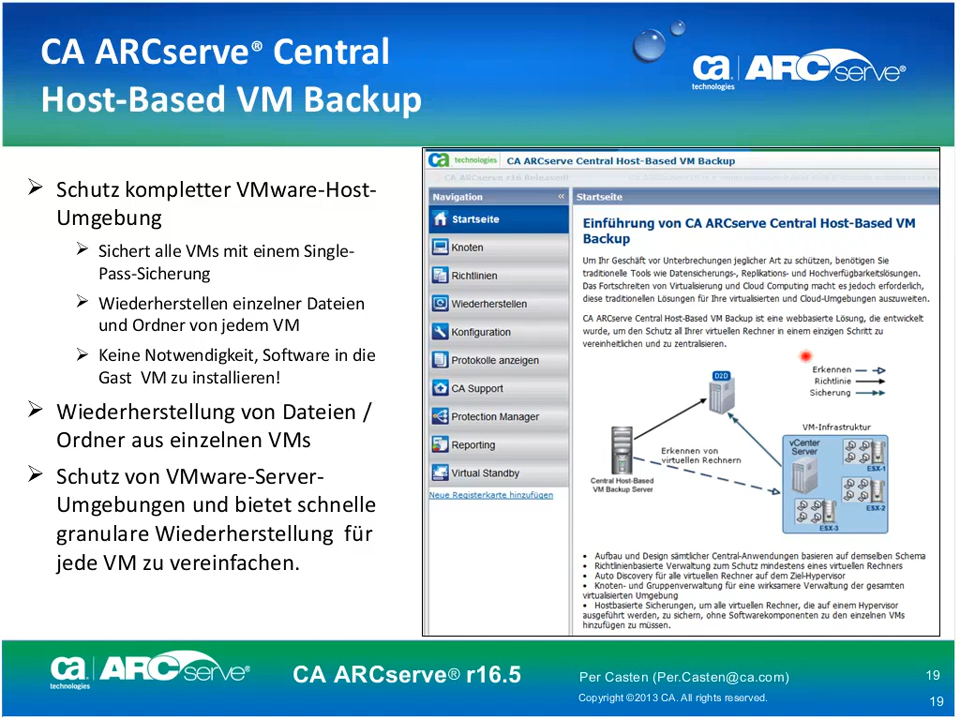 CA ARCserve® Central
Host-Based VM Backup
ca technologies | ARCserve®
➢ Schutz kompletter VMware-Host-
Umgebung
➢ Sichert alle VMs mit einem Single-
Pass-Sicherung
➢ Wiederherstellen einzelner Dateien
und Ordner von jedem VM
➢ Keine Notwendigkeit, Software in die
Gast VM zu installieren!
➢ Wiederherstellung von Dateien /
Ordner aus einzelnen VMs
➢ Schutz von VMware-Server-
Umgebungen und bietet schnelle
granulare Wiederherstellung für
jede VM zu vereinfachen.
ca technologies CA ARCserve Central Host-Based VM Backup
Navigation «
Startseite
Knoten
Richtlinien
Wiederherstellen
Konfiguration
Protokolle anzeigen
CA Support
Protection Manager
Reporting
Virtual Standby
Neue Registerkarte hinzufügen
Startseite
Einführung von CA ARCserve Central Host-Based VM
Backup
Um Ihr Geschäft vor Unterbrechungen jeglicher Art zu schützen, benötigen Sie
traditionelle Tools wie Datensicherungs-, Replikations- und Hochverfügbarkeitslösungen.
Das Fortschreiten von Virtualisierung und Cloud Computing macht es jedoch erforderlich,
diese traditionellen Lösungen für Ihre virtualisierten und Cloud-Umgebungen auszuweiten.
CA ARCserve Central Host-Based VM Backup ist eine webbasierte Lösung, die entwickelt
wurde, um den Schutz all Ihrer virtuellen Rechner in einem einzigen Schritt zu
vereinheitlichen und zu zentralisieren.
Erkennen
Richtlinie
Sicherung
D2D
VM-Infrastruktur
vCenter
Server
ESX-1
ESX-2
ESX-3
Erkennen von
virtuellen Rechnern
Central Host-Based
VM Backup Server
• Aufbau und Design sämtlicher Central-Anwendungen basieren auf demselben Schema
• Richtlinienbasierte Verwaltung zum Schutz mindestens eines virtuellen Rechners
• Auto Discovery für alle virtuellen Rechner auf dem Ziel-Hypervisor
• Knoten- und Gruppenverwaltung für eine wirksamere Verwaltung der gesamten
virtualisierten Umgebung
• Hostbasierte Sicherungen, um alle virtuellen Rechner, die auf einem Hypervisor
ausgeführt werden, zu sichern, ohne Softwarekomponenten zu den einzelnen VMs
hinzufügen zu müssen.
ca technologies | ARCserve®
CA ARCserve® r16.5
Per Casten (Per.Casten@ca.com)
Copyright ©2013 CA. All rights reserved.
19
19